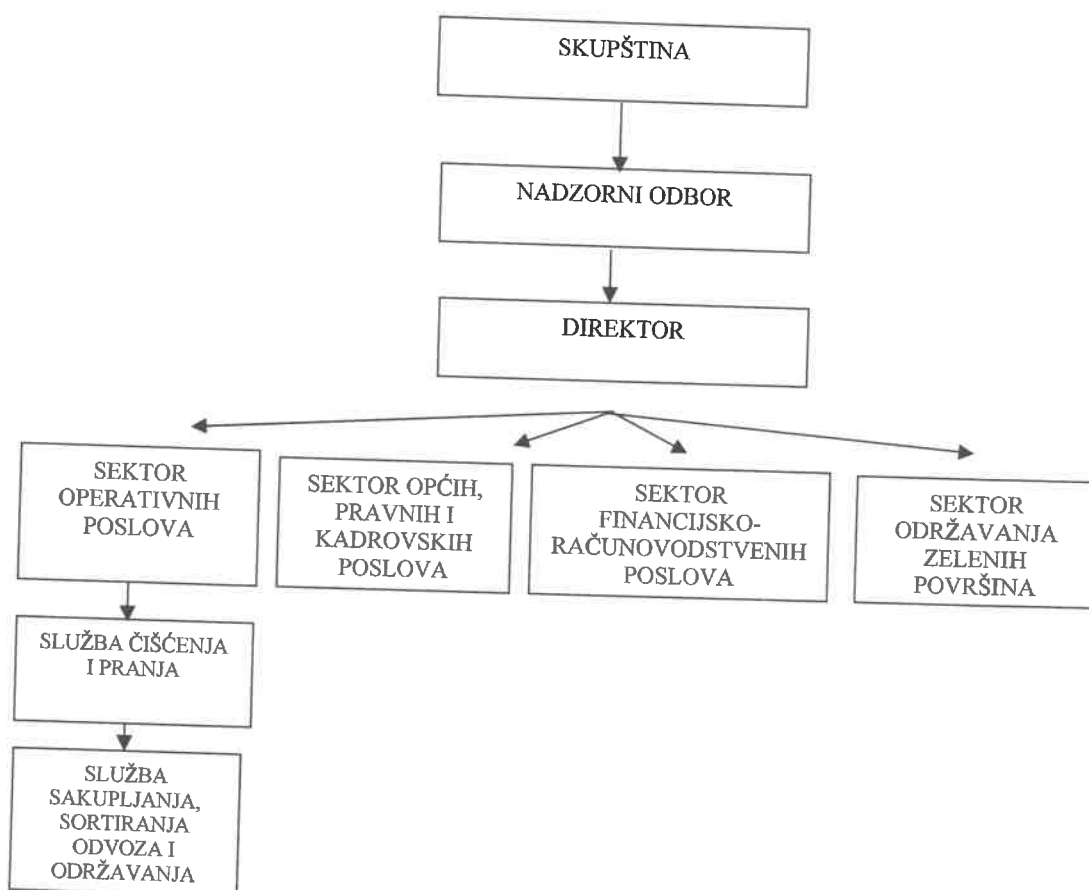 SKUPŠTINA
NADZORNI ODBOR
DIREKTOR
SEKTOR
OPERATIVNIH
POSLOVA
SEKTOR OPĆIH,
PRAVNIH I
KADROVSKIH
POSLOVA
SEKTOR
FINANCIJSKO-
RAČUNOVODSTVENIH
POSLOVA
SEKTOR
ODRŽAVANJA
ZELENIH
POVRŠINA
SLUŽBA ČIŠĆENJA
I PRANJA
SLUŽBA
SAKUPLJANJA,
SORTIRANJA
ODVOZA I
ODRŽAVANJA